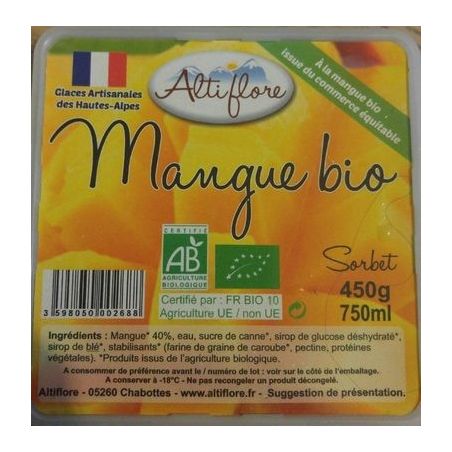 Glaces Artisanales
des Hautes-Alpes
Altiflore
À la mangue bio
issue du commerce équitable
Mangue bio
CERTIFIÉ
AB
AGRICULTURE
BIOLOGIQUE
Certifié par : FR BIO 10
Agriculture UE / non UE
Sorbet
450g
750ml
3 598050 002688
Ingrédients : Mangue* 40%, eau, sucre de canne*, sirop de glucose déshydraté*,
sirop de blé*, stabilisants* (farine de graine de caroube*, pectine, protéines
végétales). *Produits issus de l'agriculture biologique.
A consommer de préférence avant le / numéro de lot : voir sur le côté de l'emballage.
A conserver à -18°C - Ne pas recongeler un produit décongelé.
Altiflore - 05260 Chabottes - www.altiflore.fr - Suggestion de présentation.